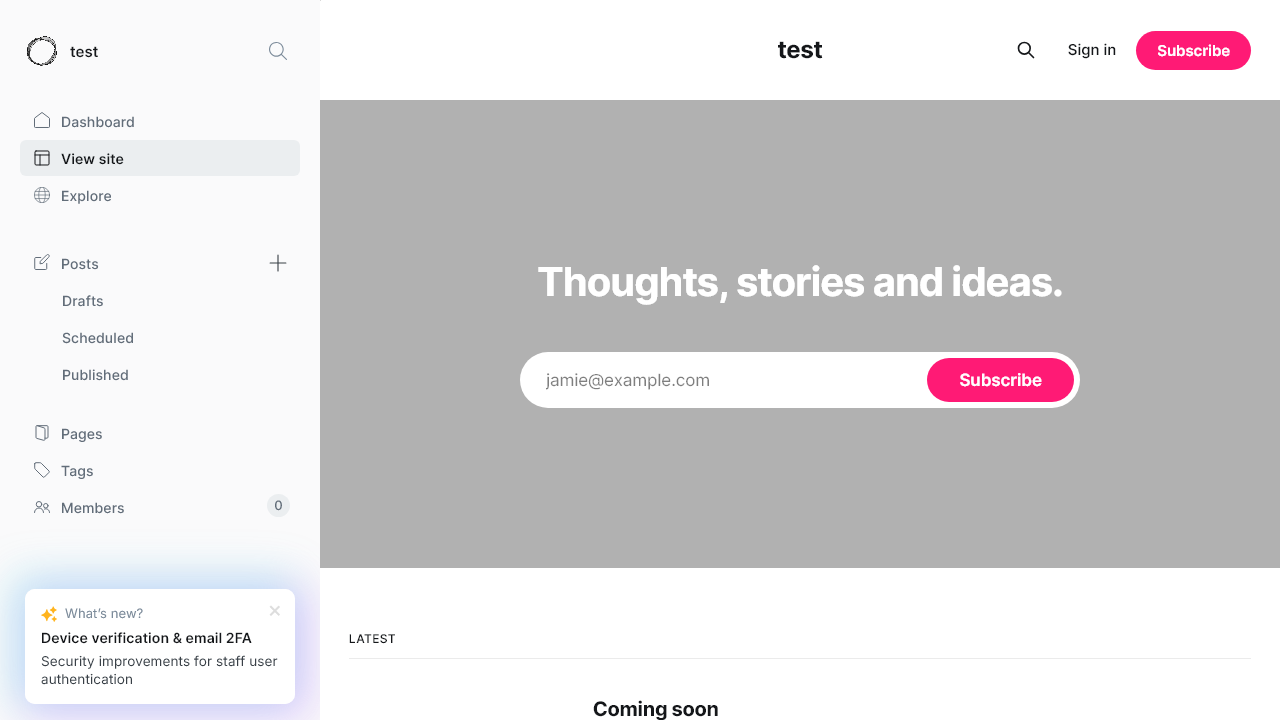 test
Dashboard
View site
Explore
Posts
Drafts
Scheduled
Published
Pages
Tags
Members 0
What's new?
Device verification & email 2FA
Security improvements for staff user
authentication
test
Sign in
Subscribe
Thoughts, stories and ideas.
jamie@example.com
Subscribe
LATEST
Coming soon